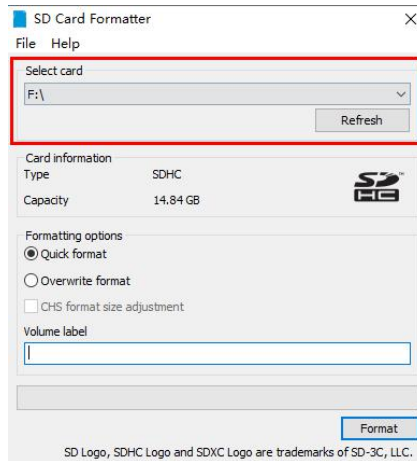 SD Card Formatter
File Help
Select card
F:\
Refresh
Card information
Type SDHC
Capacity 14.84 GB
SD HC
Formatting options
Quick format
Overwrite format
CHS format size adjustment
Volume label
Format
SD Logo, SDHC Logo and SDXC Logo are trademarks of SD-3C, LLC.